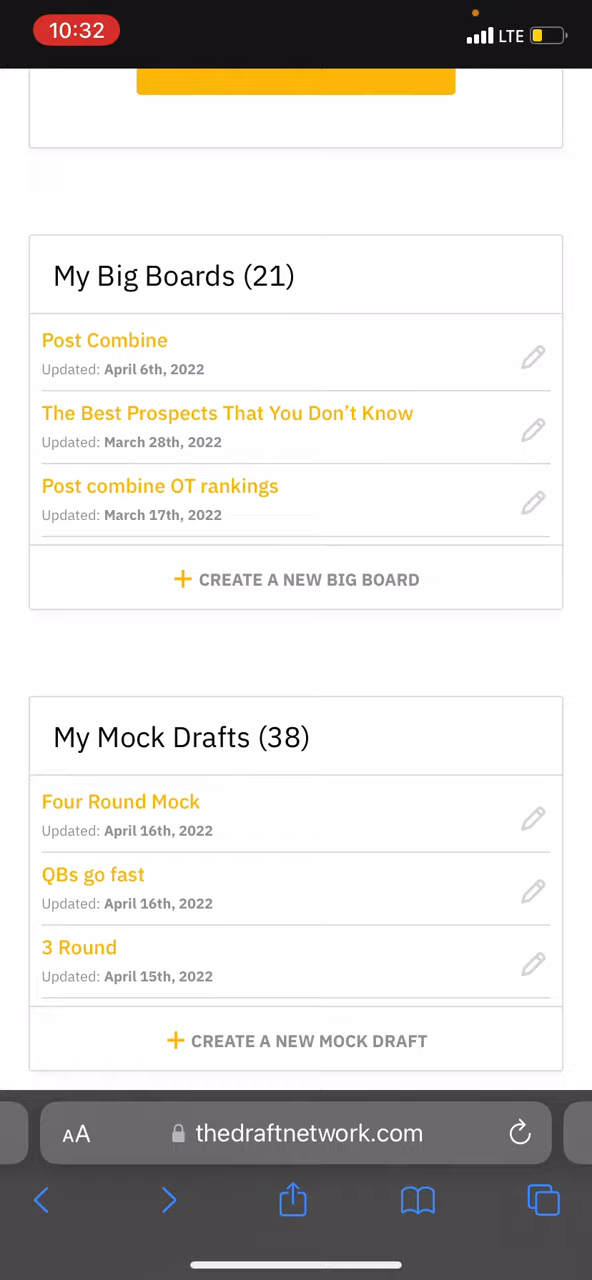 10:32
LTE
My Big Boards (21)
Post Combine
Updated: April 6th, 2022
The Best Prospects That You Don’t Know
Updated: March 28th, 2022
Post combine OT rankings
Updated: March 17th, 2022
+ CREATE A NEW BIG BOARD
My Mock Drafts (38)
Four Round Mock
Updated: April 16th, 2022
QBs go fast
Updated: April 16th, 2022
3 Round
Updated: April 15th, 2022
+ CREATE A NEW MOCK DRAFT
AA thedraftnetwork.com